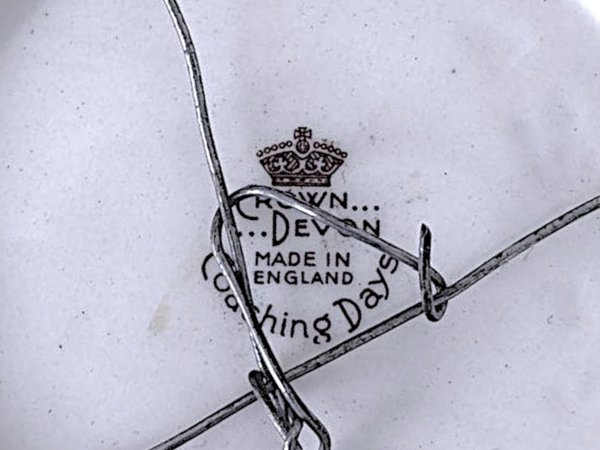 CROWN...
...DEVON
MADE IN
ENGLAND
Coaching Days